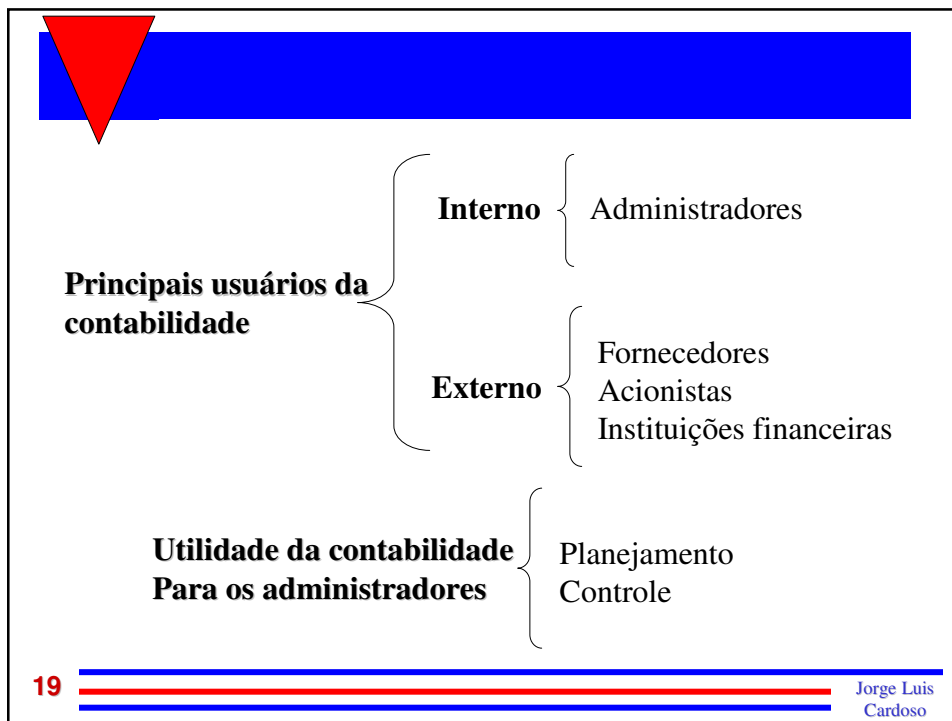 Principais usuários da
contabilidade
Interno
Administradores
Externo
Fornecedores
Acionistas
Instituições financeiras
Utilidade da contabilidade
Para os administradores
Planejamento
Controle
19
Jorge Luis
Cardoso